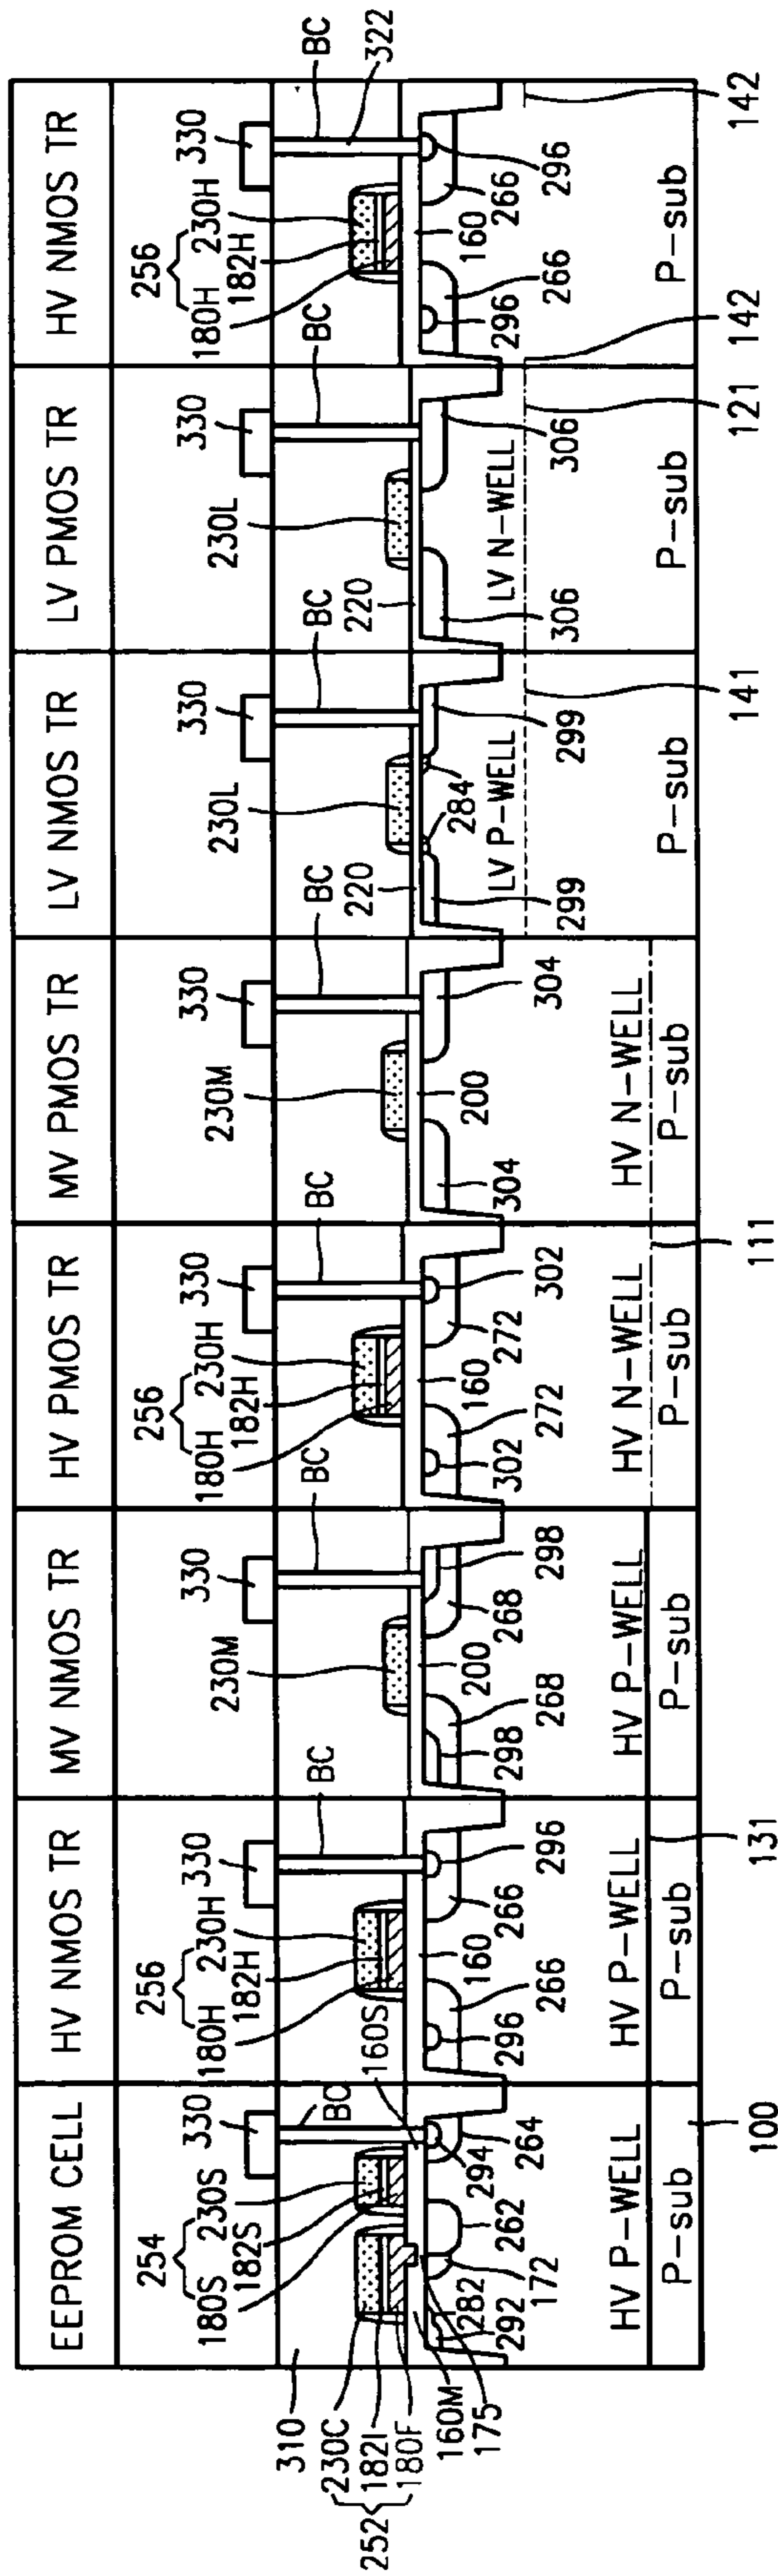 EEPROM CELL
HV NMOS TR
MV NMOS TR
HV PMOS TR
MV PMOS TR
LV NMOS TR
LV PMOS TR
HV NMOS TR
254
180S 230S
182S
330
BC
310
230C
182I
180F
252
160M
175
282
292
172
262
294
264
160S
HV P-WELL
P-sub
100
256
180H 230H
182H
330
BC
266
296
160
266
296
HV P-WELL
P-sub
131
230M
330
BC
298
268
200
268
298
HV P-WELL
P-sub
256
180H 230H
182H
330
BC
302
272
160
272
302
HV N-WELL
P-sub
111
230M
330
BC
304
200
304
HV N-WELL
P-sub
230L
330
BC
220
299
284
299
LV P-WELL
P-sub
141
230L
330
BC
220
306
306
LV N-WELL
P-sub
121
256
180H 230H
182H
330
BC
322
296
266
160
266
296
P-sub
142
142